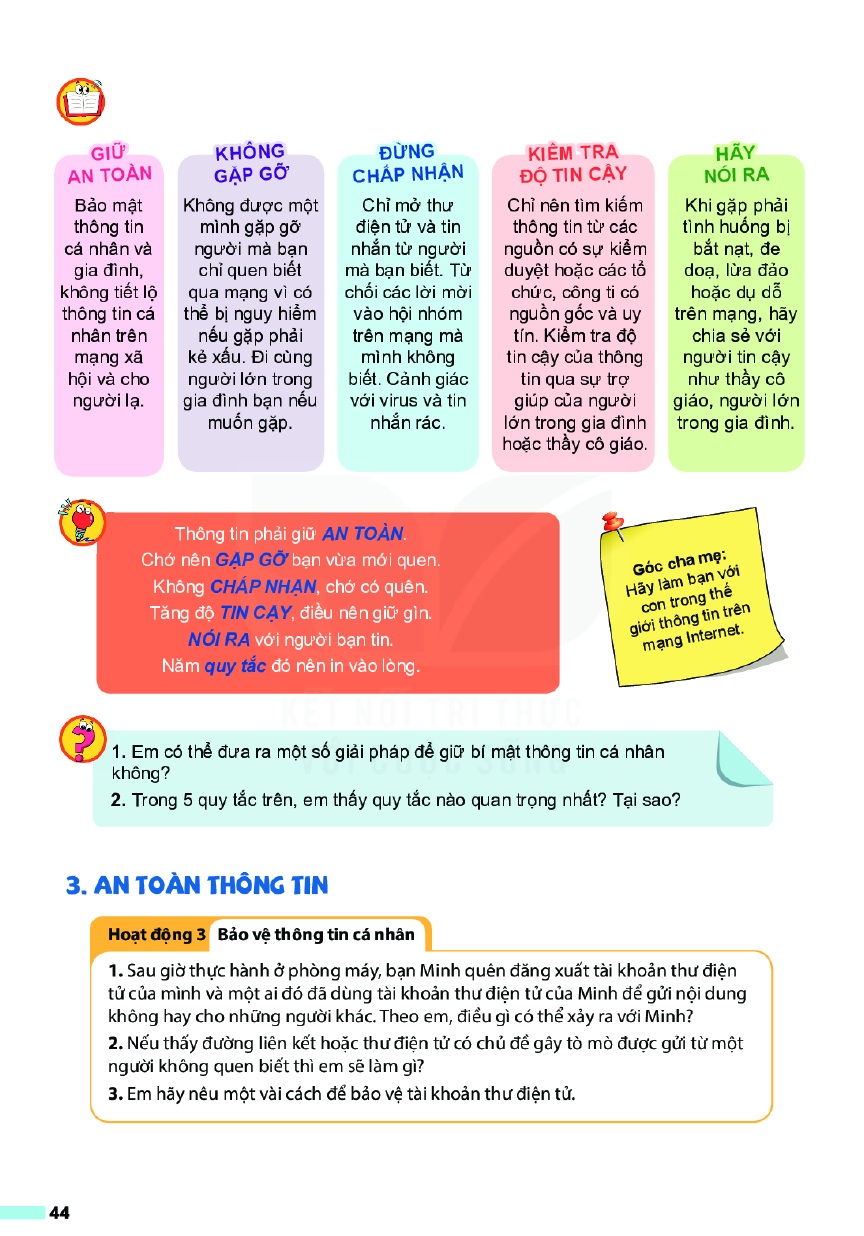 GIỮ
AN TOÀN
Bảo mật
thông tin
cá nhân và
gia đình,
không tiết lộ
thông tin cá
nhân trên
mạng xã
hội và cho
người lạ.
KHÔNG
GẶP GỠ
Không được một
mình gặp gỡ
người mà bạn
chỉ quen biết
qua mạng vì có
thể bị nguy hiểm
nếu gặp phải
kẻ xấu. Đi cùng
người lớn trong
gia đình bạn nếu
muốn gặp.
ĐỪNG
CHẤP NHẬN
Chỉ mở thư
điện tử và tin
nhắn từ người
mà bạn biết. Từ
chối các lời mời
vào hội nhóm
trên mạng mà
mình không
biết. Cảnh giác
với virus và tin
nhắn rác.
KIỂM TRA
ĐỘ TIN CẬY
Chỉ nên tìm kiếm
thông tin từ các
nguồn có sự kiểm
duyệt hoặc các tổ
chức, công ti có
nguồn gốc và uy
tín. Kiểm tra độ
tin cậy của thông
tin qua sự trợ
giúp của người
lớn trong gia đình
hoặc thầy cô giáo.
HÃY
NÓI RA
Khi gặp phải
tình huống bị
bắt nạt, đe
doạ, lừa đảo
hoặc dụ dỗ
trên mạng, hãy
chia sẻ với
người tin cậy
như thầy cô
giáo, người lớn
trong gia đình.
Thông tin phải giữ AN TOÀN.
Chớ nên GẶP GỠ bạn vừa mới quen.
Không CHẤP NHẬN, chớ có quên.
Tăng độ TIN CẬY, điều nên giữ gìn.
NÓI RA với người bạn tin.
Năm quy tắc đó nên in vào lòng.
Góc cha mẹ:
Hãy làm bạn với
con trong thế
giới thông tin trên
mạng Internet.
KẾT NỐI TRI THỨC
VỚI CUỘC SỐNG
1. Em có thể đưa ra một số giải pháp để giữ bí mật thông tin cá nhân
không?
2. Trong 5 quy tắc trên, em thấy quy tắc nào quan trọng nhất? Tại sao?
3. AN TOÀN THÔNG TIN
Hoạt động 3 Bảo vệ thông tin cá nhân
1. Sau giờ thực hành ở phòng máy, bạn Minh quên đăng xuất tài khoản thư điện
tử của mình và một ai đó đã dùng tài khoản thư điện tử của Minh để gửi nội dung
không hay cho những người khác. Theo em, điều gì có thể xảy ra với Minh?
2. Nếu thấy đường liên kết hoặc thư điện tử có chủ đề gây tò mò được gửi từ một
người không quen biết thì em sẽ làm gì?
3. Em hãy nêu một vài cách để bảo vệ tài khoản thư điện tử.
44